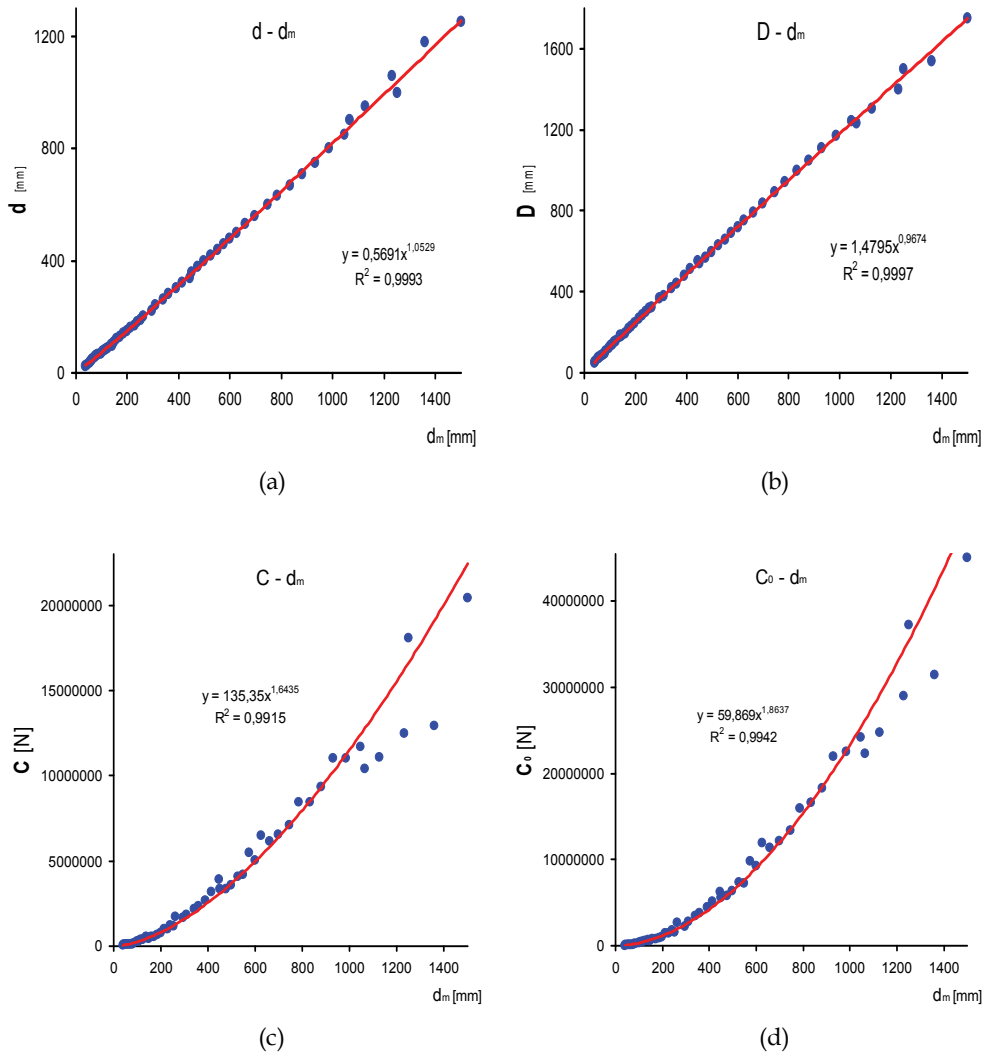 d - dm
1200
800
400
0
d [mm]
y = 0,5691x^1,0529
R² = 0,9993
0 200 400 600 800 1000 1200 1400
dm [mm]
(a)
D - dm
1600
1200
800
400
0
D [mm]
y = 1,4795x^0,9674
R² = 0,9997
0 200 400 600 800 1000 1200 1400
dm [mm]
(b)
C - dm
20000000
15000000
10000000
5000000
0
C [N]
y = 135,35x^1,6435
R² = 0,9915
0 200 400 600 800 1000 1200 1400
dm [mm]
(c)
C0 - dm
40000000
30000000
20000000
10000000
0
C0 [N]
y = 59,869x^1,8637
R² = 0,9942
0 200 400 600 800 1000 1200 1400
dm [mm]
(d)